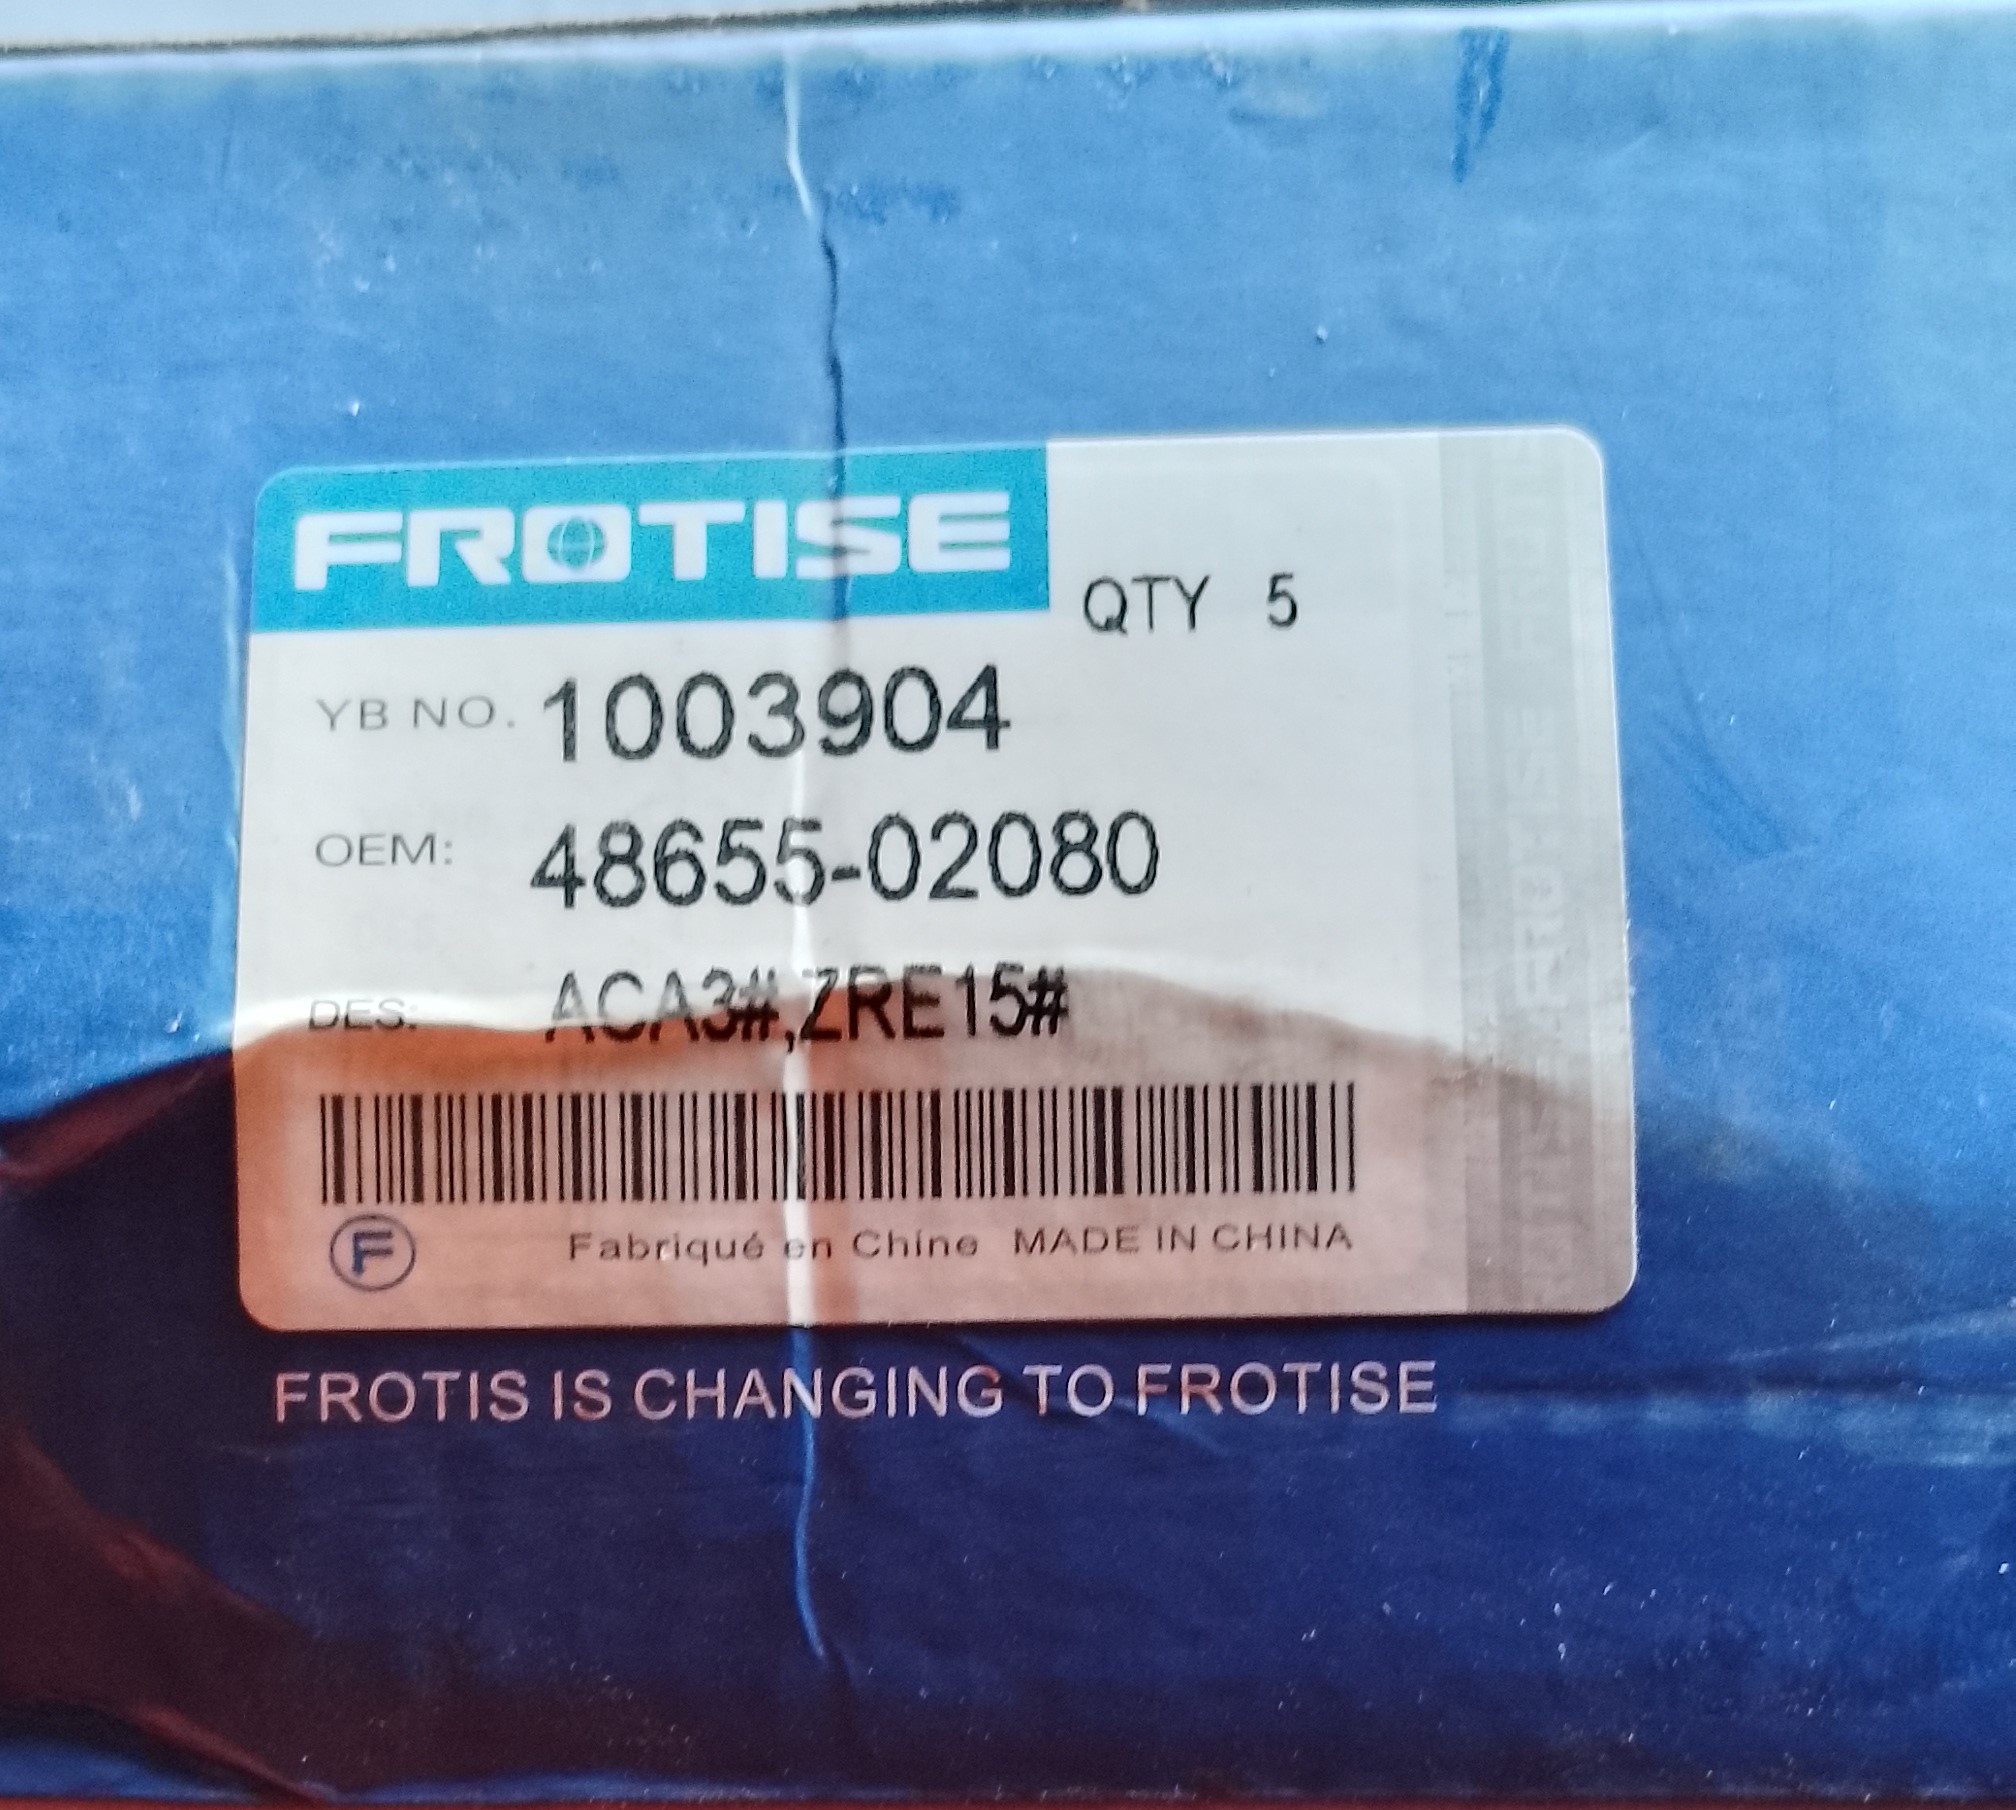 FROTISE
QTY 5
YB NO. 1003904
OEM: 48655-02080
DES: ACA3#,ZRE15#
F
Fabriqué en Chine MADE IN CHINA
FROTIS IS CHANGING TO FROTISE